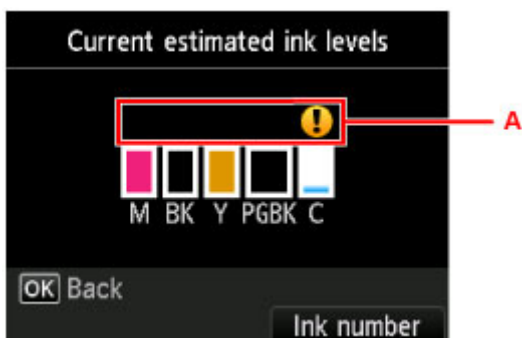 Current estimated ink levels
A
M BK Y PGBK C
OK Back
Ink number